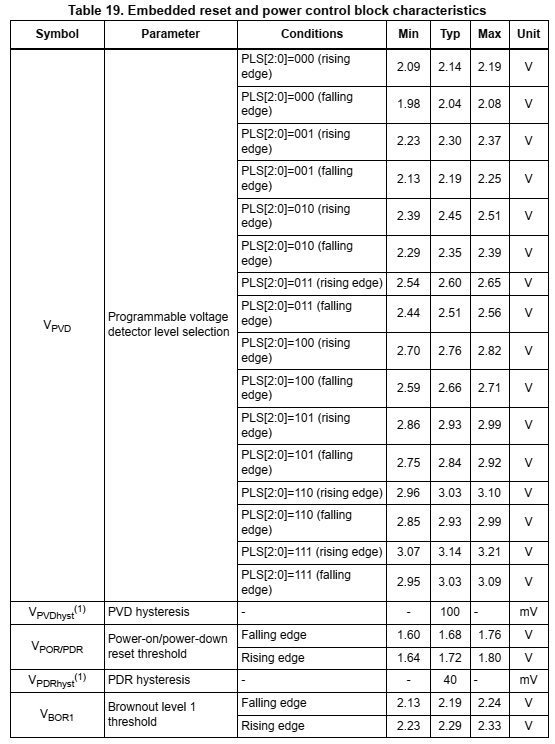 Table 19. Embedded reset and power control block characteristics
Symbol Parameter Conditions Min Typ Max Unit
VPVD
Programmable voltage
detector level selection
PLS[2:0]=000 (rising
edge) 2.09 2.14 2.19 V
PLS[2:0]=000 (falling
edge) 1.98 2.04 2.08 V
PLS[2:0]=001 (rising
edge) 2.23 2.30 2.37 V
PLS[2:0]=001 (falling
edge) 2.13 2.19 2.25 V
PLS[2:0]=010 (rising
edge) 2.39 2.45 2.51 V
PLS[2:0]=010 (falling
edge) 2.29 2.35 2.39 V
PLS[2:0]=011 (rising edge) 2.54 2.60 2.65 V
PLS[2:0]=011 (falling
edge) 2.44 2.51 2.56 V
PLS[2:0]=100 (rising
edge) 2.70 2.76 2.82 V
PLS[2:0]=100 (falling
edge) 2.59 2.66 2.71 V
PLS[2:0]=101 (rising
edge) 2.86 2.93 2.99 V
PLS[2:0]=101 (falling
edge) 2.75 2.84 2.92 V
PLS[2:0]=110 (rising edge) 2.96 3.03 3.10 V
PLS[2:0]=110 (falling
edge) 2.85 2.93 2.99 V
PLS[2:0]=111 (rising edge) 3.07 3.14 3.21 V
PLS[2:0]=111 (falling
edge) 2.95 3.03 3.09 V
VPVDhyst(1) PVD hysteresis - - 100 - mV
VPOR/PDR
Power-on/power-down
reset threshold
Falling edge 1.60 1.68 1.76 V
Rising edge 1.64 1.72 1.80 V
VPDRhyst(1) PDR hysteresis - - 40 - mV
VBOR1
Brownout level 1
threshold
Falling edge 2.13 2.19 2.24 V
Rising edge 2.23 2.29 2.33 V